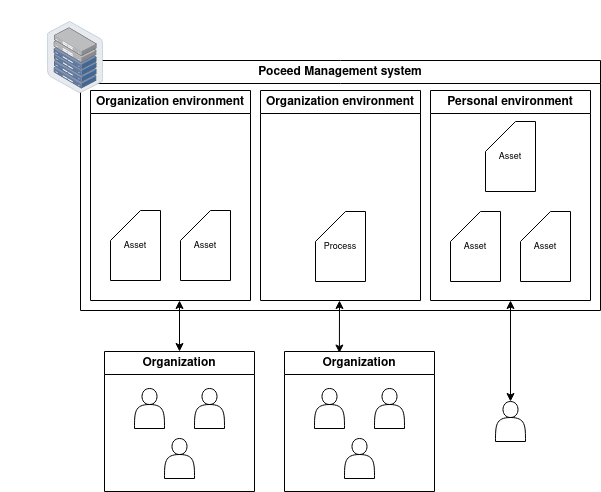 Poceed Management system
Organization environment
Organization environment
Personal environment
Asset
Asset
Asset
Process
Asset
Asset
Organization
Organization